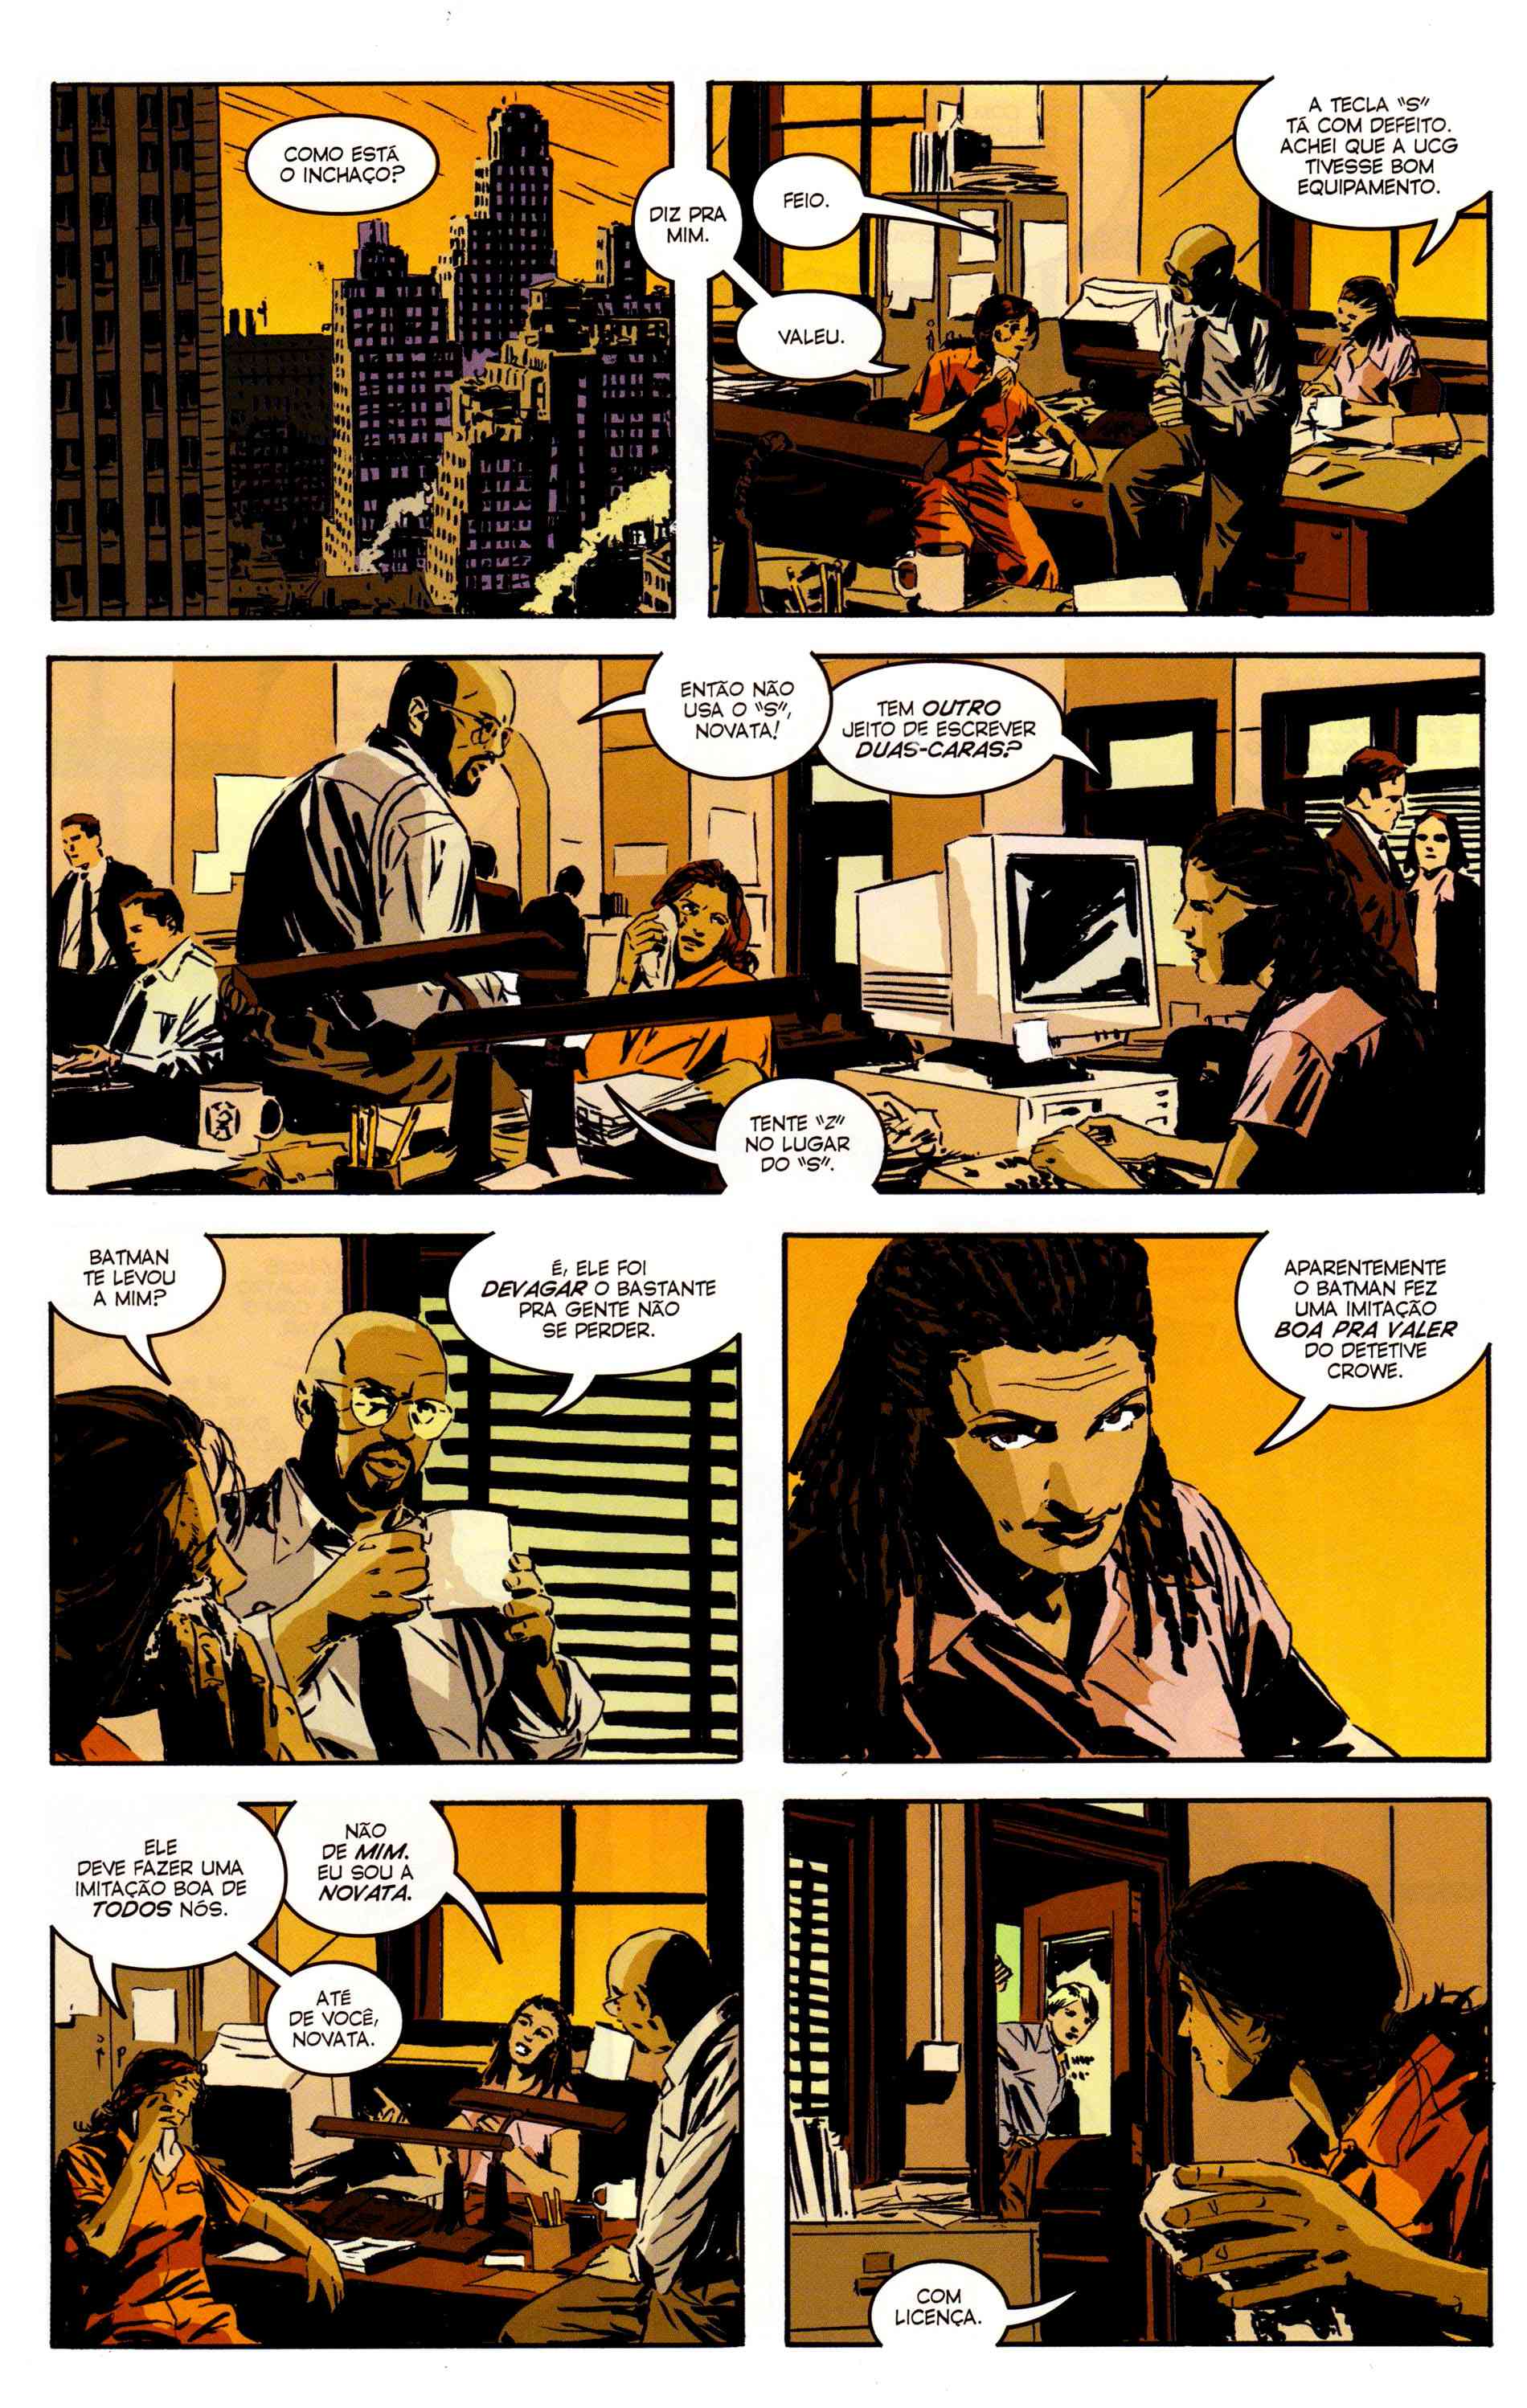 COMO ESTÁ
O INCHAÇO?
FEIO.
DIZ PRA
MIM.
VALEU.
A TECLA "S"
TÁ COM DEFEITO.
ACHEI QUE A UCG
TIVESSE BOM
EQUIPAMENTO.
ENTÃO NÃO
USA O "S",
NOVATA!
TEM OUTRO
JEITO DE ESCREVER
DUAS-CARAS?
TENTE "Z"
NO LUGAR
DO "S".
BATMAN
TE LEVOU
A MIM?
É, ELE FOI
DEVAGAR O BASTANTE
PRA GENTE NÃO
SE PERDER.
APARENTEMENTE
O BATMAN FEZ
UMA IMITAÇÃO
BOA PRA VALER
DO DETETIVE
CROWE.
ELE
DEVE FAZER UMA
IMITAÇÃO BOA DE
TODOS NÓS.
NÃO
DE MIM.
EU SOU A
NOVATA.
ATÉ
DE VOCÊ,
NOVATA.
COM
LICENÇA.